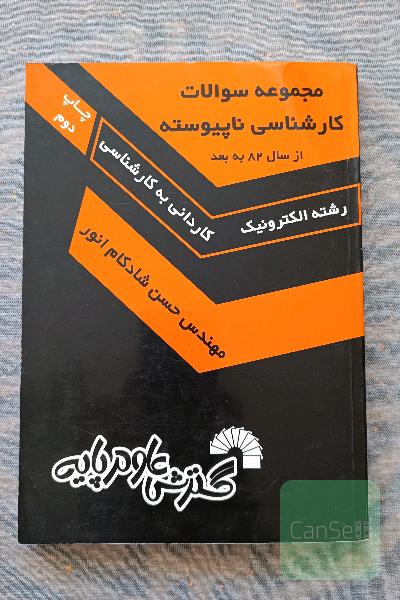 مجموعه سوالات
کارشناسی ناپیوسته
از سال ۸۲ به بعد
چاپ
دوم
رشته الکترونیک
کاردانی به کارشناسی
مهندس حسن شادکام انور
گسترش علوم پایه
CanSell